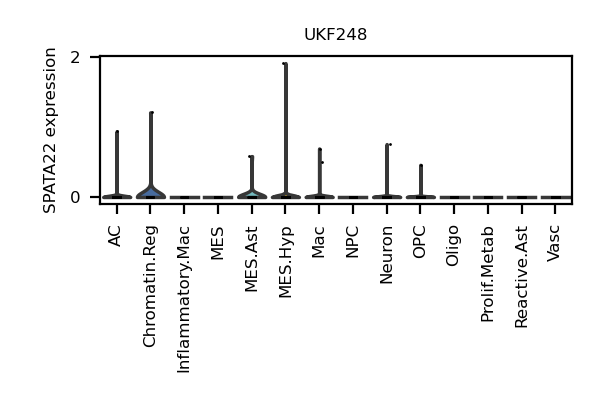 UKF248
SPATA22 expression
2
0
AC
Chromatin.Reg
Inflammatory.Mac
MES
MES.Ast
MES.Hyp
Mac
NPC
Neuron
OPC
Oligo
Prolif.Metab
Reactive.Ast
Vasc